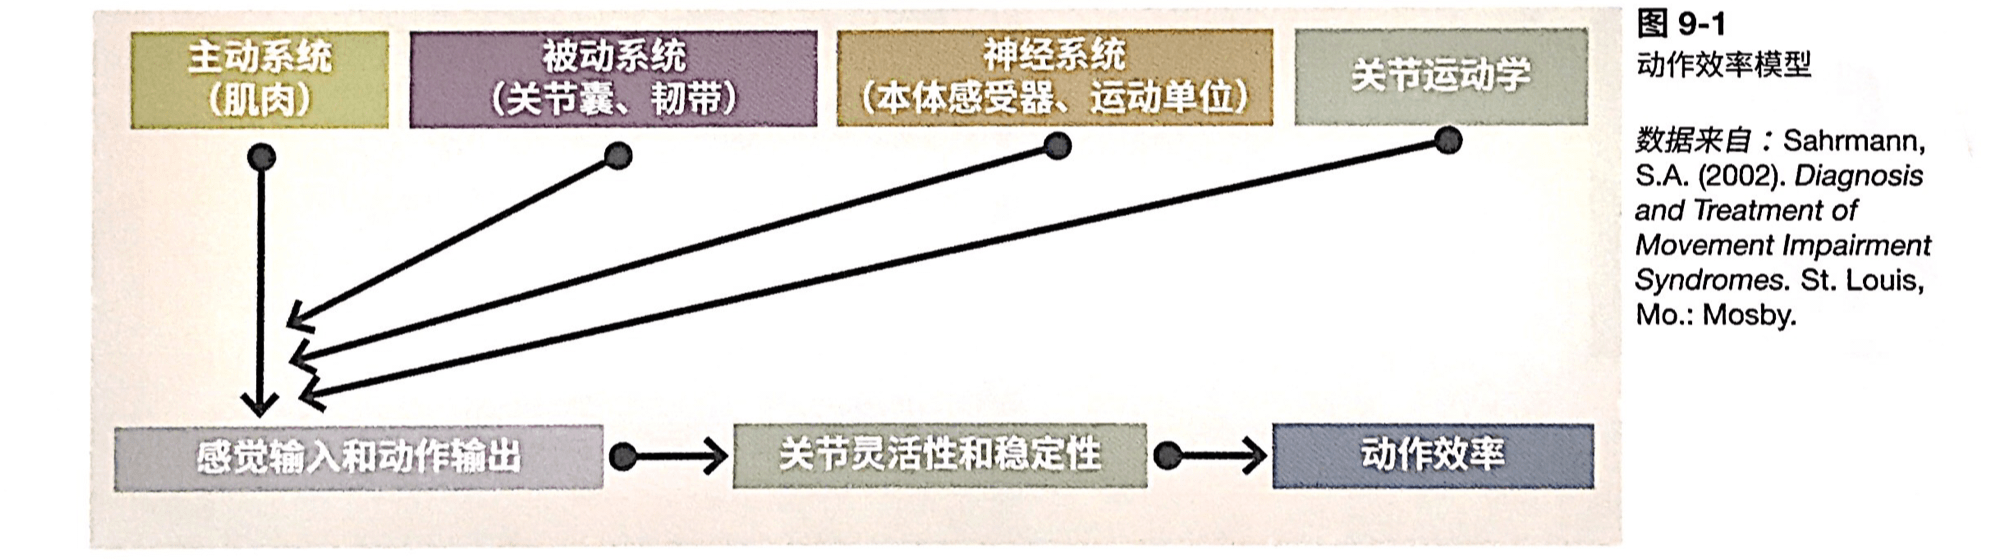 主动系统
（肌肉）
被动系统
（关节囊、韧带）
神经系统
（本体感受器、运动单位）
关节运动学
感觉输入和动作输出
关节灵活性和稳定性
动作效率
图 9-1
动作效率模型
数据来自：Sahrmann,
S.A. (2002). Diagnosis
and Treatment of
Movement Impairment
Syndromes. St. Louis,
Mo.: Mosby.